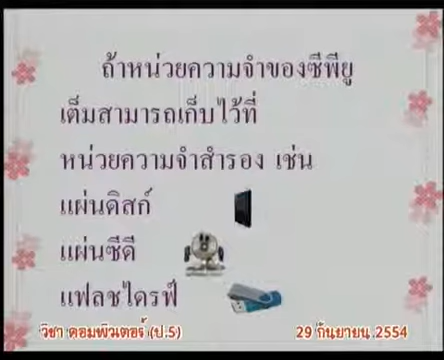 ถ้าหน่วยความจำของซีพียู
เต็มสามารถเก็บไว้ที่
หน่วยความจำสำรอง เช่น
แผ่นดิสก์
แผ่นซีดี
แฟลชไดรฟ์
วิชา คอมพิวเตอร์ (ป.5) 29 กันยายน 2554